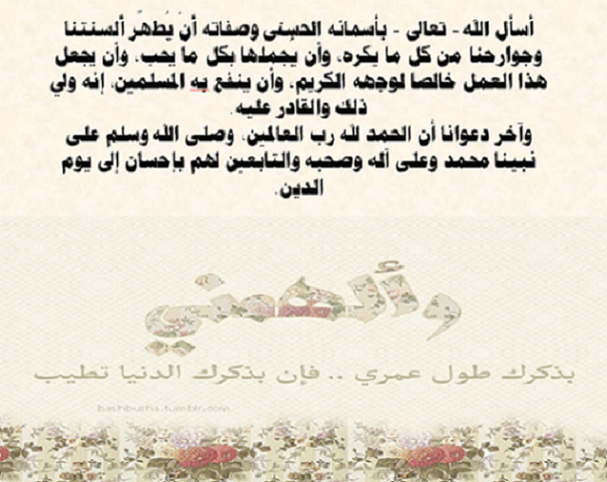 أسأل الله - تعالى - بأسمائه الحسنى وصفاته أن يُطهّر ألسنتنا
وجوارحنا من كل ما يكره، وأن يجملها بكل ما يحب، وأن يجعل
هذا العمل خالصا لوجهه الكريم، وأن ينفع به المسلمين، إنه ولي
ذلك والقادر عليه.
وآخر دعوانا أن الحمد لله رب العالمين، وصلى الله وسلم على
نبينا محمد وعلى آله وصحبه والتابعين لهم بإحسان إلى يوم
الدين.
وألهمني
بذكرك طول عمري .. فإن بذكرك الدنيا تطيب